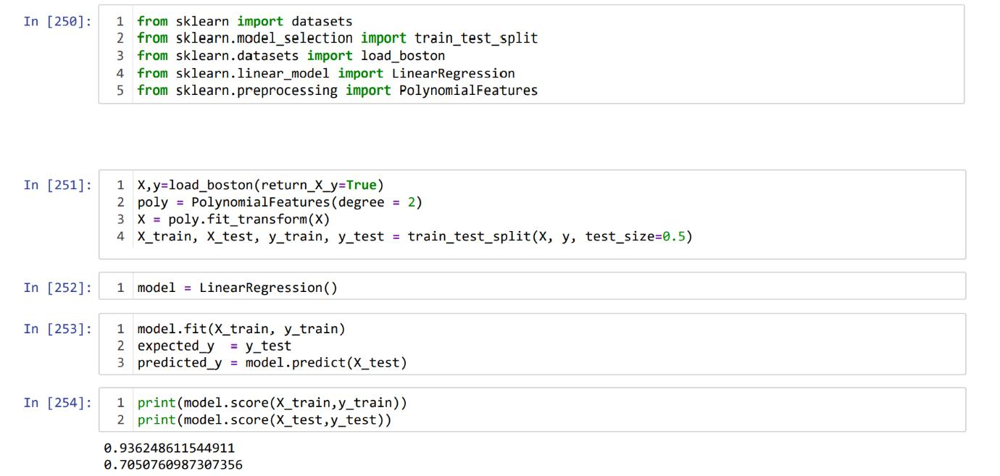 In [250]:
1 from sklearn import datasets
2 from sklearn.model_selection import train_test_split
3 from sklearn.datasets import load_boston
4 from sklearn.linear_model import LinearRegression
5 from sklearn.preprocessing import PolynomialFeatures
In [251]:
1 X,y=load_boston(return_X_y=True)
2 poly = PolynomialFeatures(degree = 2)
3 X = poly.fit_transform(X)
4 X_train, X_test, y_train, y_test = train_test_split(X, y, test_size=0.5)
In [252]:
1 model = LinearRegression()
In [253]:
1 model.fit(X_train, y_train)
2 expected_y  = y_test
3 predicted_y = model.predict(X_test)
In [254]:
1 print(model.score(X_train,y_train))
2 print(model.score(X_test,y_test))
0.936248611544911
0.7050760987307356